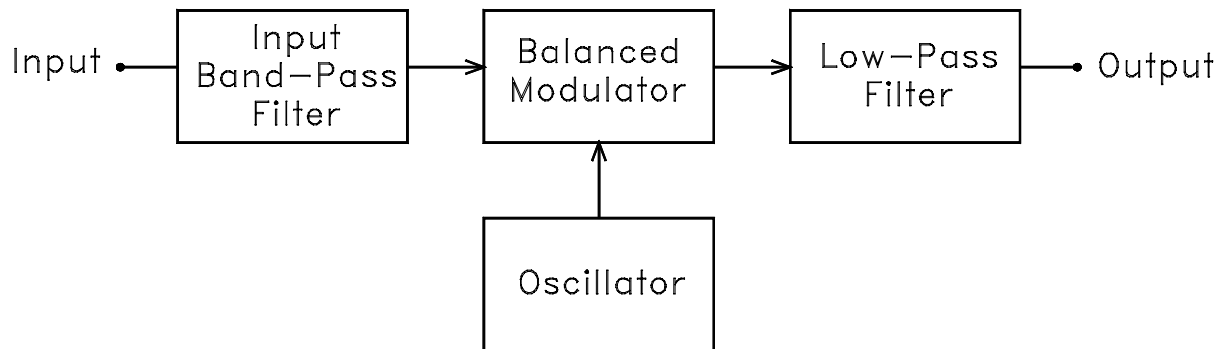 Input
Input
Band-Pass
Filter
Balanced
Modulator
Low-Pass
Filter
Output
Oscillator